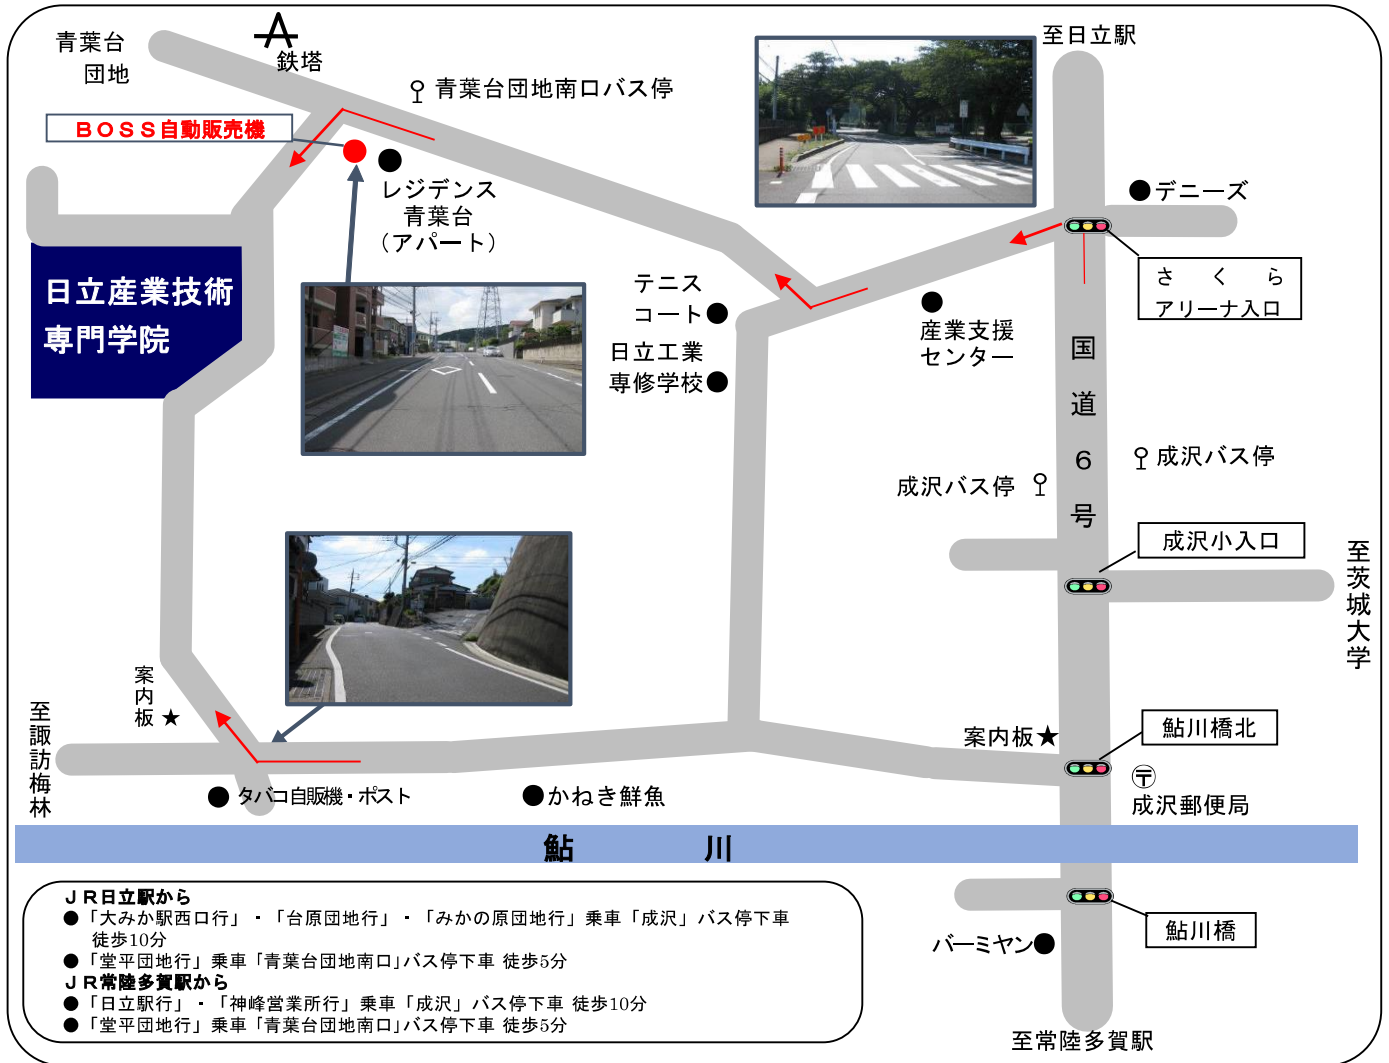 青葉台
団地
鉄塔
青葉台団地南口バス停
至日立駅
ＢＯＳＳ自動販売機
レジデンス
青葉台
（アパート）
デニーズ
さくら
アリーナ入口
日立産業技術
専門学院
テニス
コート
日立工業
専修学校
産業支援
センター
国道６号
成沢バス停
成沢バス停
成沢小入口
至茨城大学
案内板★
至諏訪梅林
案内板★
鮎川橋北
〒
成沢郵便局
タバコ自販機・ポスト
かねき鮮魚
鮎川
バーミヤン
鮎川橋
至常陸多賀駅
ＪＲ日立駅から
●「大みか駅西口行」・「台原団地行」・「みかの原団地行」乗車「成沢」バス停下車
徒歩10分
●「堂平団地行」乗車「青葉台団地南口」バス停下車 徒歩5分
ＪＲ常陸多賀駅から
●「日立駅行」・「神峰営業所行」乗車「成沢」バス停下車 徒歩10分
●「堂平団地行」乗車「青葉台団地南口」バス停下車 徒歩5分